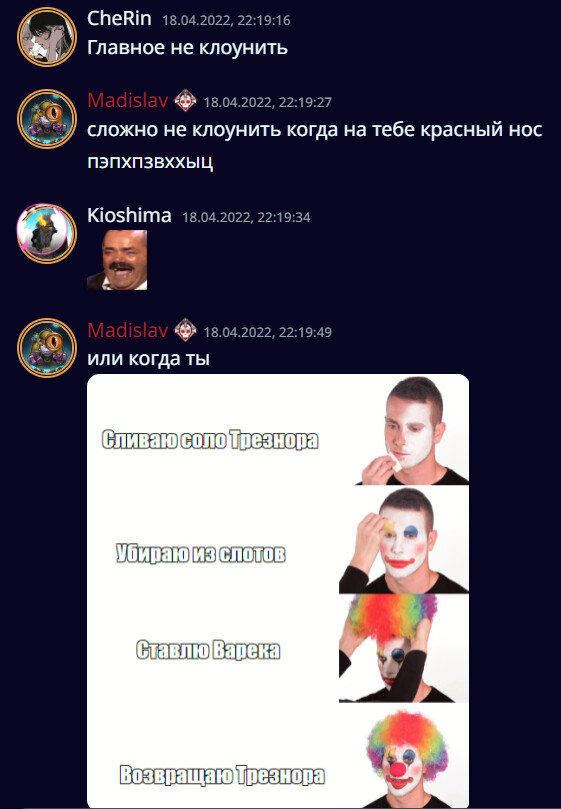 CheRin 18.04.2022, 22:19:16
Главное не клоунить
Madislav 18.04.2022, 22:19:27
сложно не клоунить когда на тебе красный нос
пэпхпзвххыц
Kioshima 18.04.2022, 22:19:34
Madislav 18.04.2022, 22:19:49
или когда ты
Сливаю соло Трезнора
Убираю из слотов
Ставлю Варека
Возвращаю Трезнора